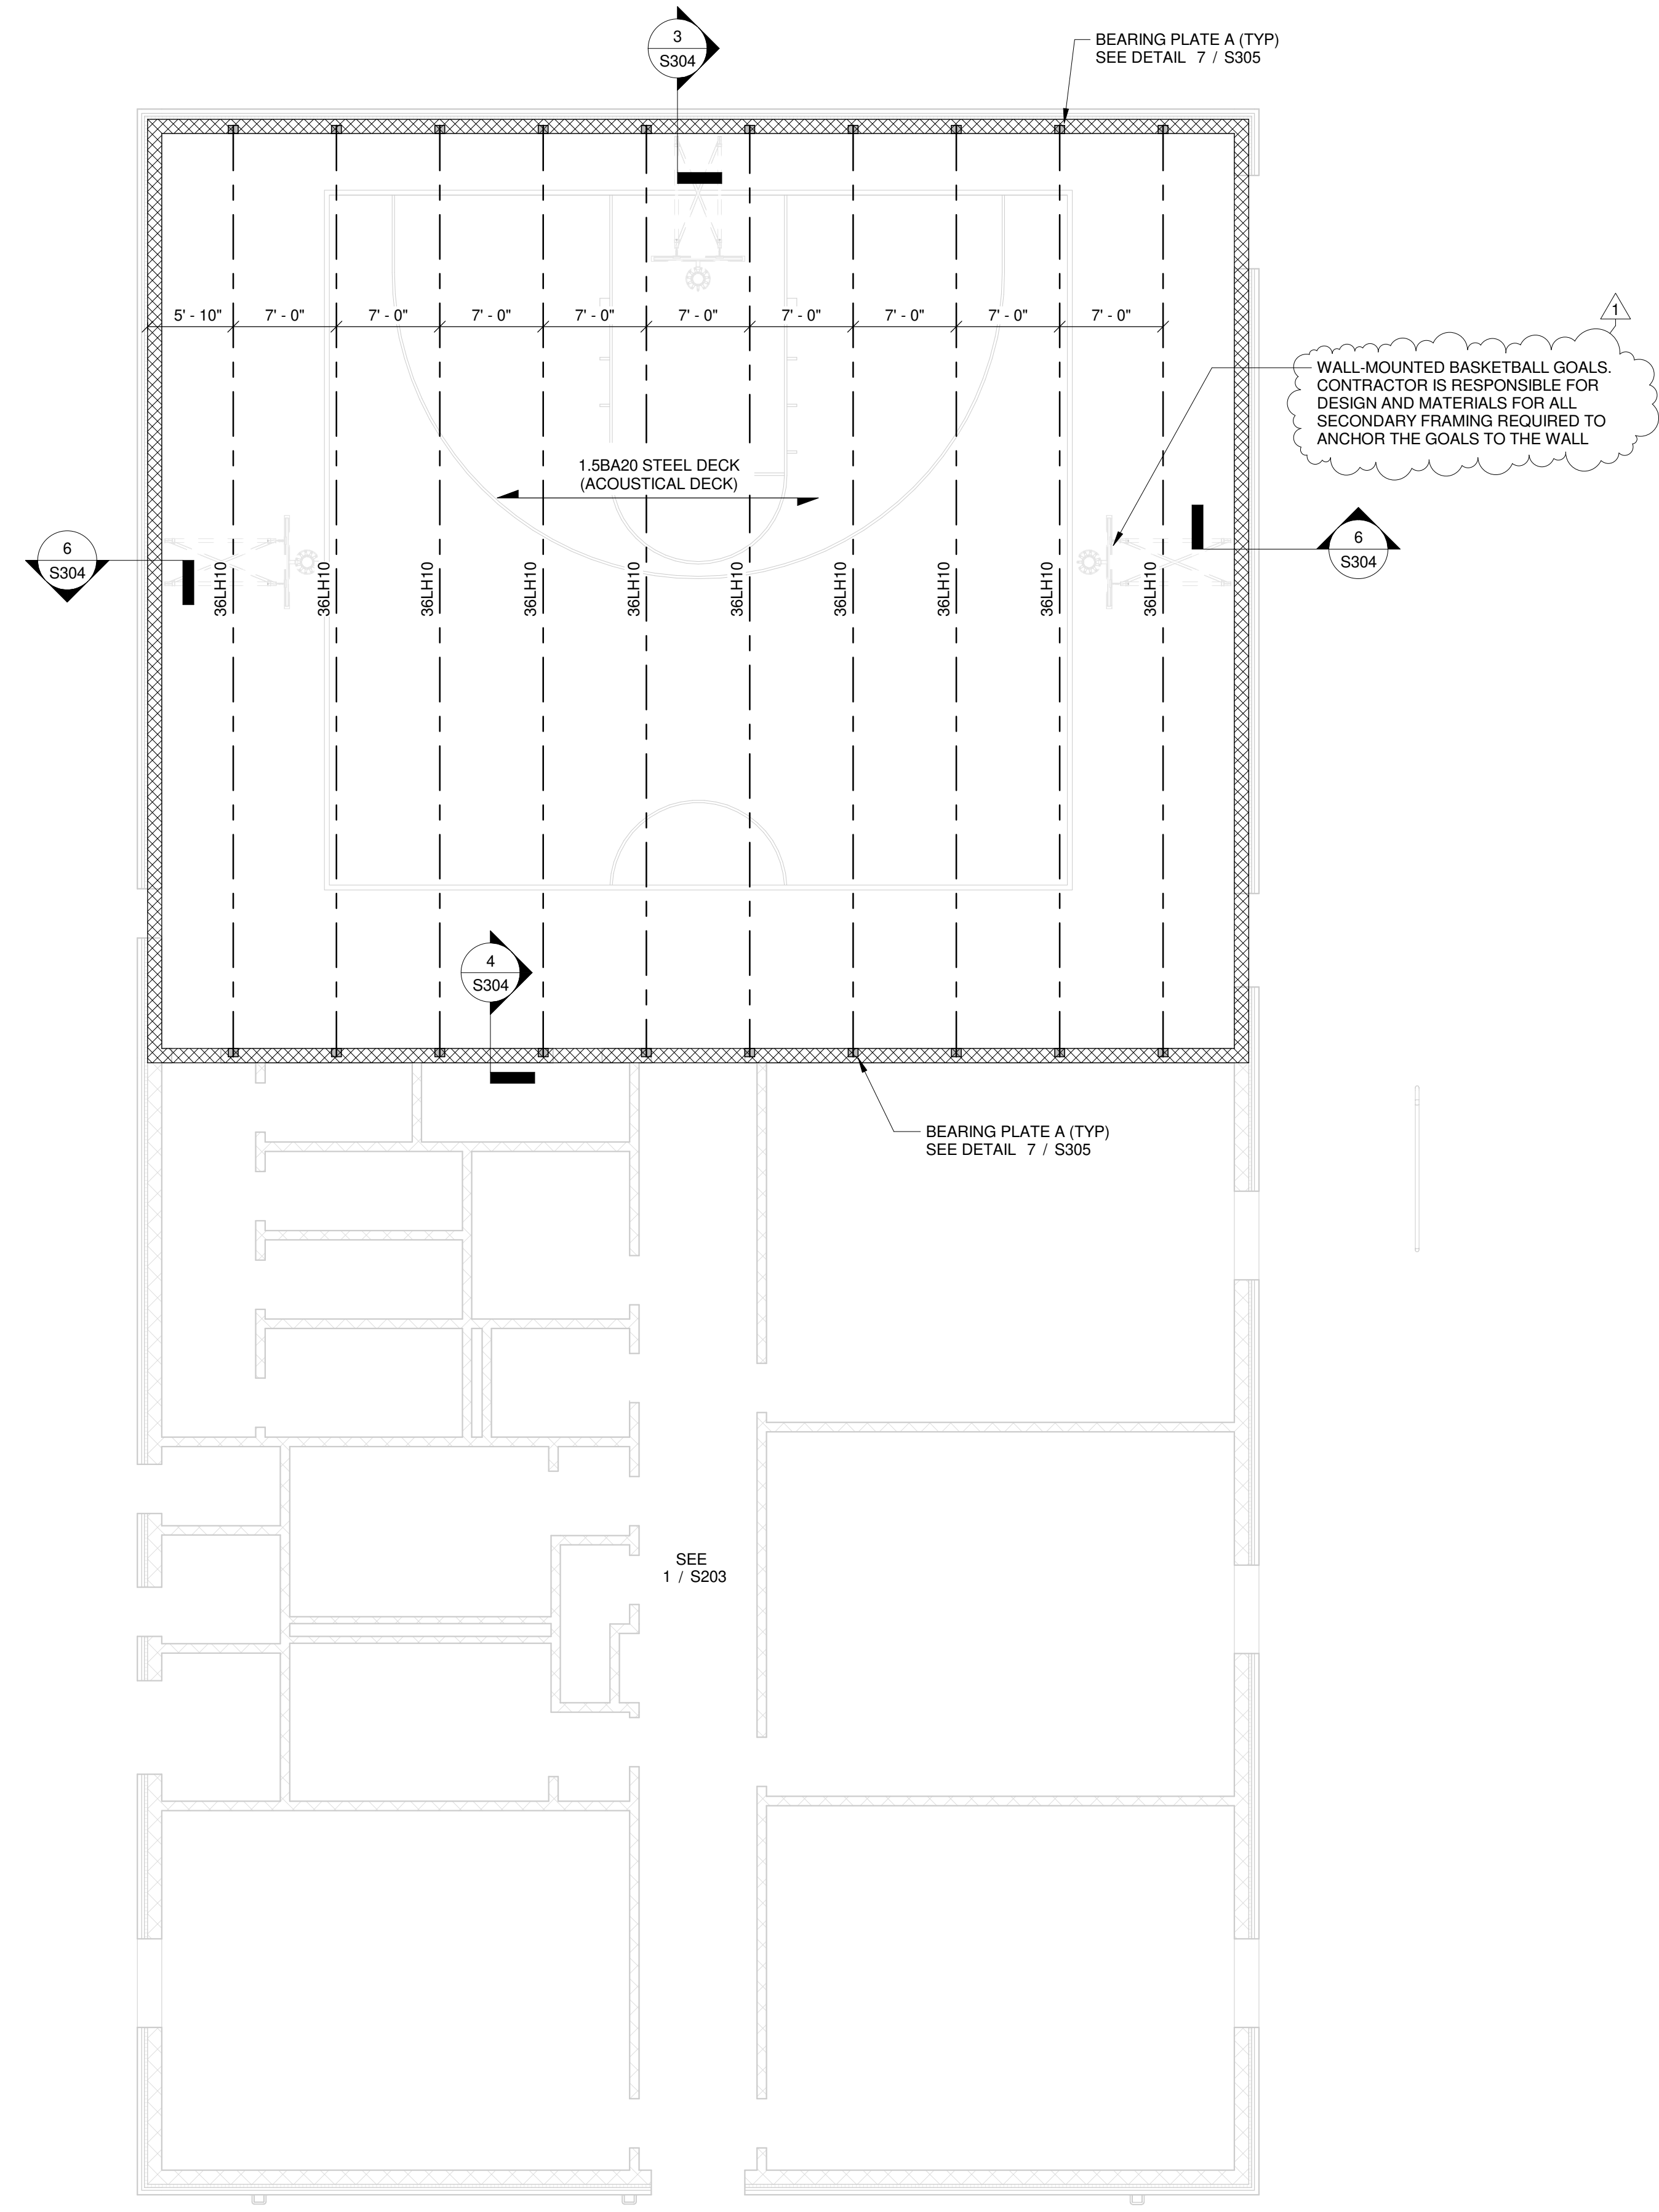 3
S304
BEARING PLATE A (TYP)
SEE DETAIL 7 / S305
5' - 10"
7' - 0"
7' - 0"
7' - 0"
7' - 0"
7' - 0"
7' - 0"
7' - 0"
7' - 0"
7' - 0"
1
WALL-MOUNTED BASKETBALL GOALS.
CONTRACTOR IS RESPONSIBLE FOR
DESIGN AND MATERIALS FOR ALL
SECONDARY FRAMING REQUIRED TO
ANCHOR THE GOALS TO THE WALL
1.5BA20 STEEL DECK
(ACOUSTICAL DECK)
6
S304
36LH10
36LH10
36LH10
36LH10
36LH10
36LH10
36LH10
36LH10
36LH10
36LH10
6
S304
4
S304
BEARING PLATE A (TYP)
SEE DETAIL 7 / S305
SEE
1 / S203